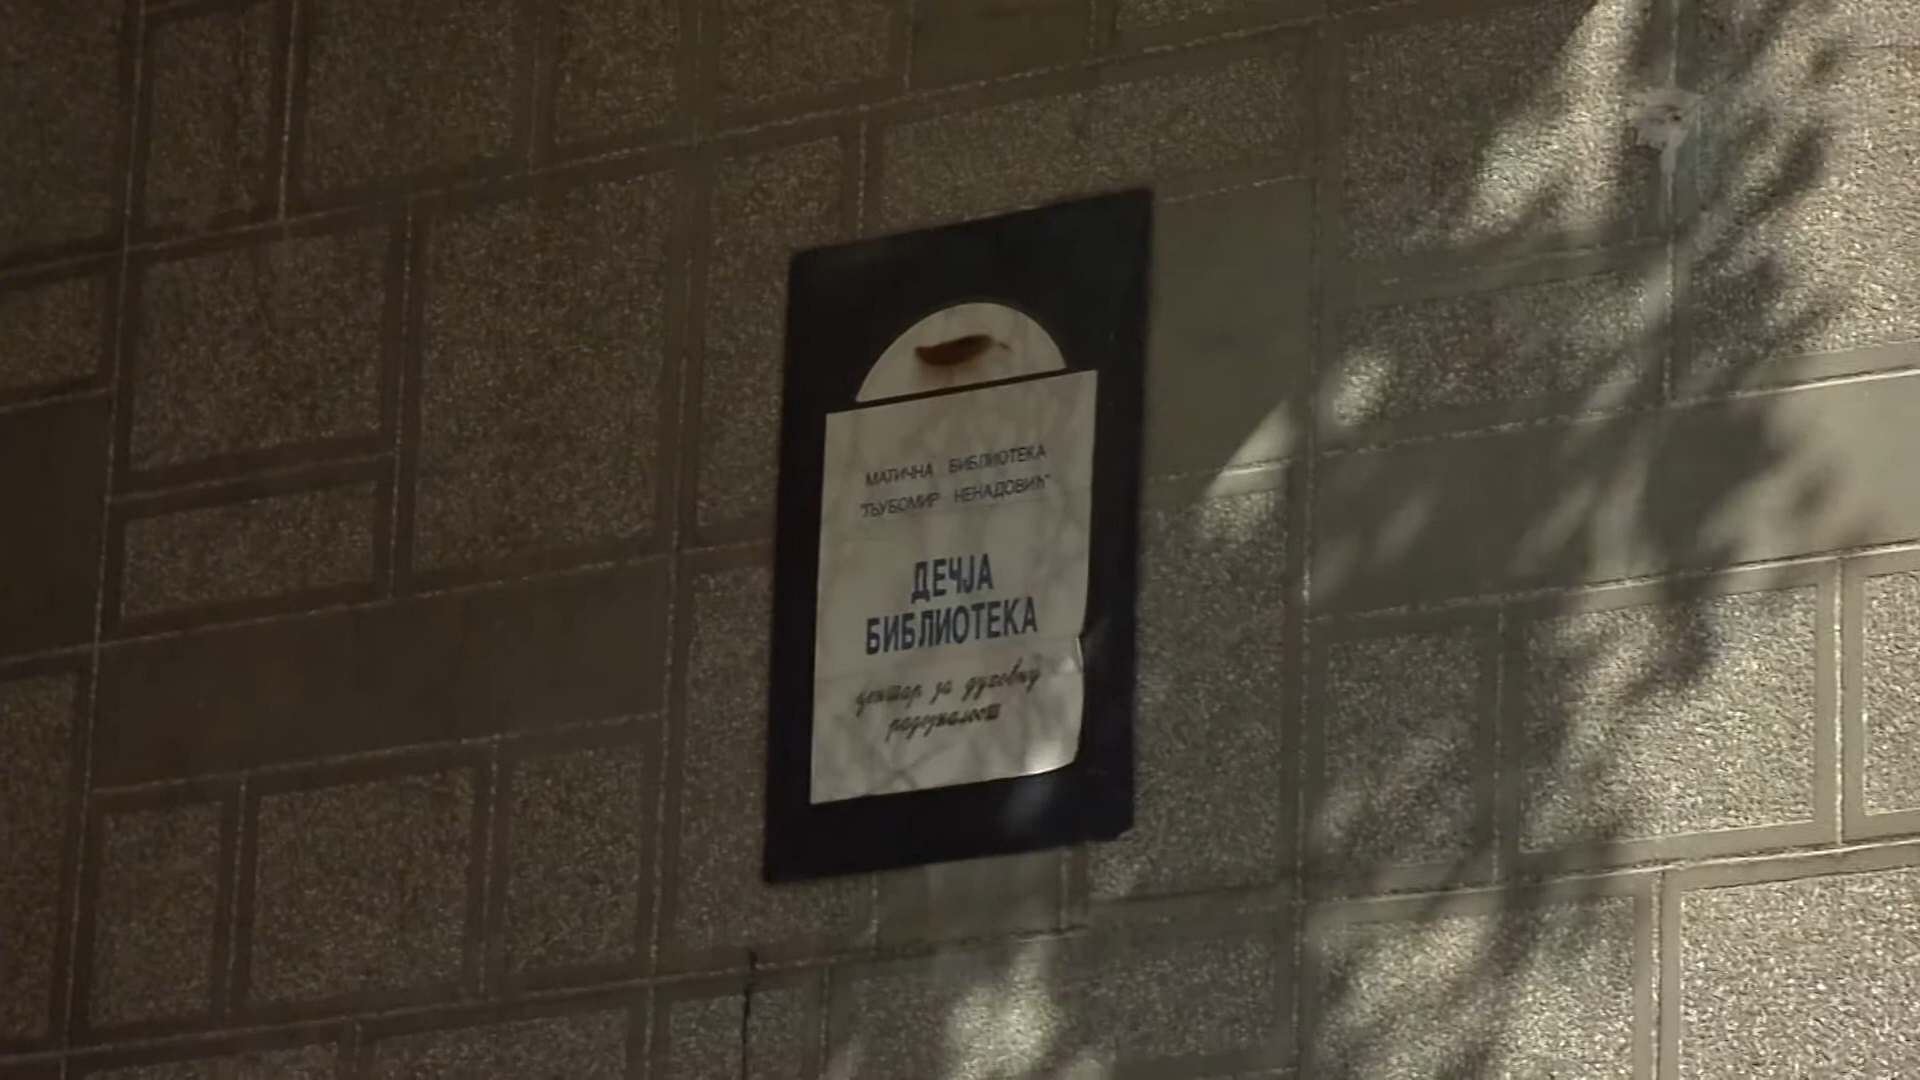 МАТИЧНА БИБЛИОТЕКА
"ЉУБОМИР НЕНАДОВИЋ"
ДЕЧЈА
БИБЛИОТЕКА
центар за духовну
радозналост